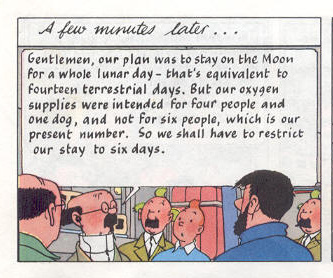 A few minutes later...
Gentlemen, our plan was to stay on the Moon
for a whole lunar day - that's equivalent to
fourteen terrestrial days. But our oxygen
supplies were intended for four people and
one dog, and not for six people, which is our
present number. So we shall have to restrict
our stay to six days.